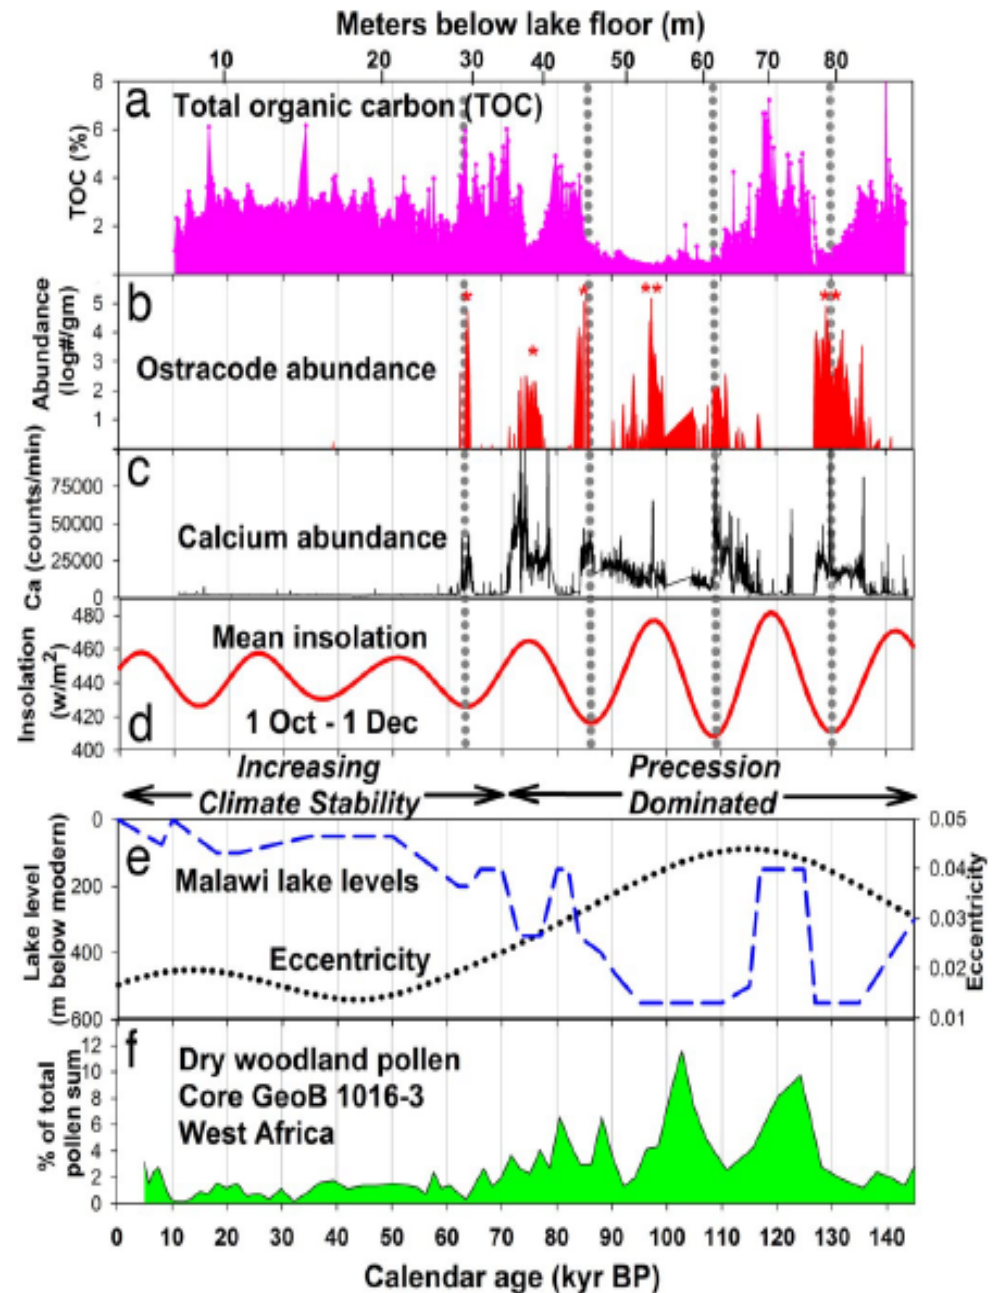 Meters below lake floor (m)
10 20 30 40 50 60 70 80
a Total organic carbon (TOC)
TOC (%)
8
6
4
2
b
Ostracode abundance
Abundance
(log#/gm)
5
4
3
2
1
c
Calcium abundance
Ca (counts/min)
75000
50000
25000
0
Mean insolation
d 1 Oct - 1 Dec
Insolation
(w/m²)
480
460
440
420
400
Increasing
Climate Stability
Precession
Dominated
e
Malawi lake levels
Eccentricity
Lake level
(m below modern)
0
200
400
600
0.05
0.04
0.03
0.02
0.01
Eccentricity
f Dry woodland pollen
Core GeoB 1016-3
West Africa
% of total
pollen sum
12
10
8
6
4
2
0
0 10 20 30 40 50 60 70 80 90 100 110 120 130 140
Calendar age (kyr BP)